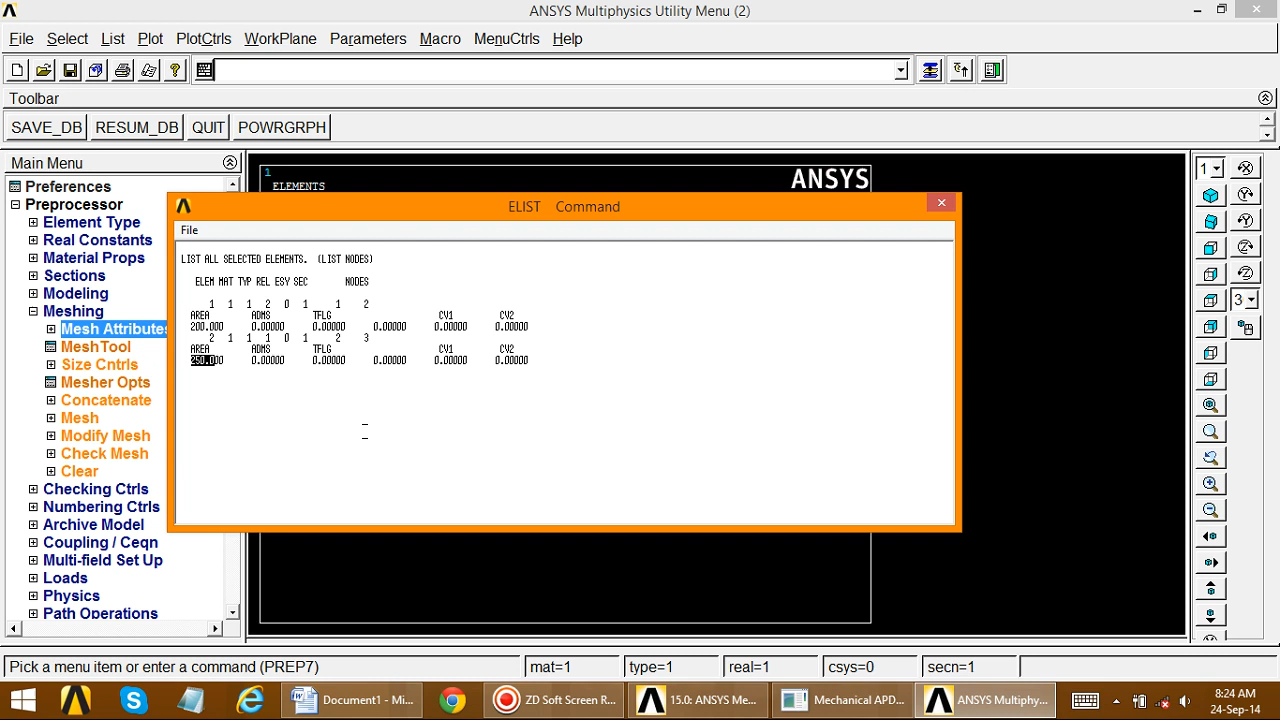 ANSYS Multiphysics Utility Menu (2)
File Select List Plot PlotCtrls WorkPlane Parameters Macro MenuCtrls Help
Toolbar
SAVE_DB RESUM_DB QUIT POWRGRPH
Main Menu
Preferences
Preprocessor
Element Type
Real Constants
Material Props
Sections
Modeling
Meshing
Mesh Attributes
MeshTool
Size Cntrls
Mesher Opts
Concatenate
Mesh
Modify Mesh
Check Mesh
Clear
Checking Ctrls
Numbering Ctrls
Archive Model
Coupling / Ceqn
Multi-field Set Up
Loads
Physics
Path Operations
1
ELEMENTS
ANSYS
ELIST Command
File
LIST ALL SELECTED ELEMENTS. (LIST NODES)
ELEM MAT TYP REL ESY SEC NODES
1 1 1 2 0 1 1 2
AREA ADMS TFLG CV1 CV2
200.000 0.00000 0.00000 0.00000 0.00000 0.00000
2 1 1 1 0 1 2 3
AREA ADMS TFLG CV1 CV2
250.000 0.00000 0.00000 0.00000 0.00000 0.00000
1
3
Pick a menu item or enter a command (PREP7) mat=1 type=1 real=1 csys=0 secn=1
Document1 - Mi... ZD Soft Screen R... 15.0: ANSYS Me... Mechanical APD... ANSYS Multiphy...
8:24 AM
24-Sep-14